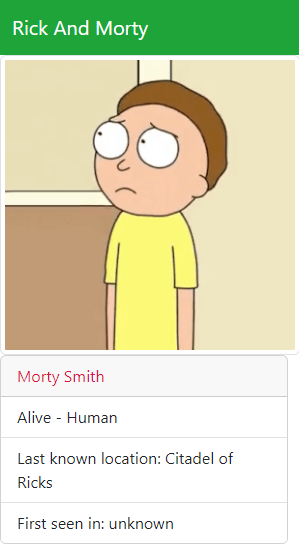 Rick And Morty
Morty Smith
Alive - Human
Last known location: Citadel of
Ricks
First seen in: unknown